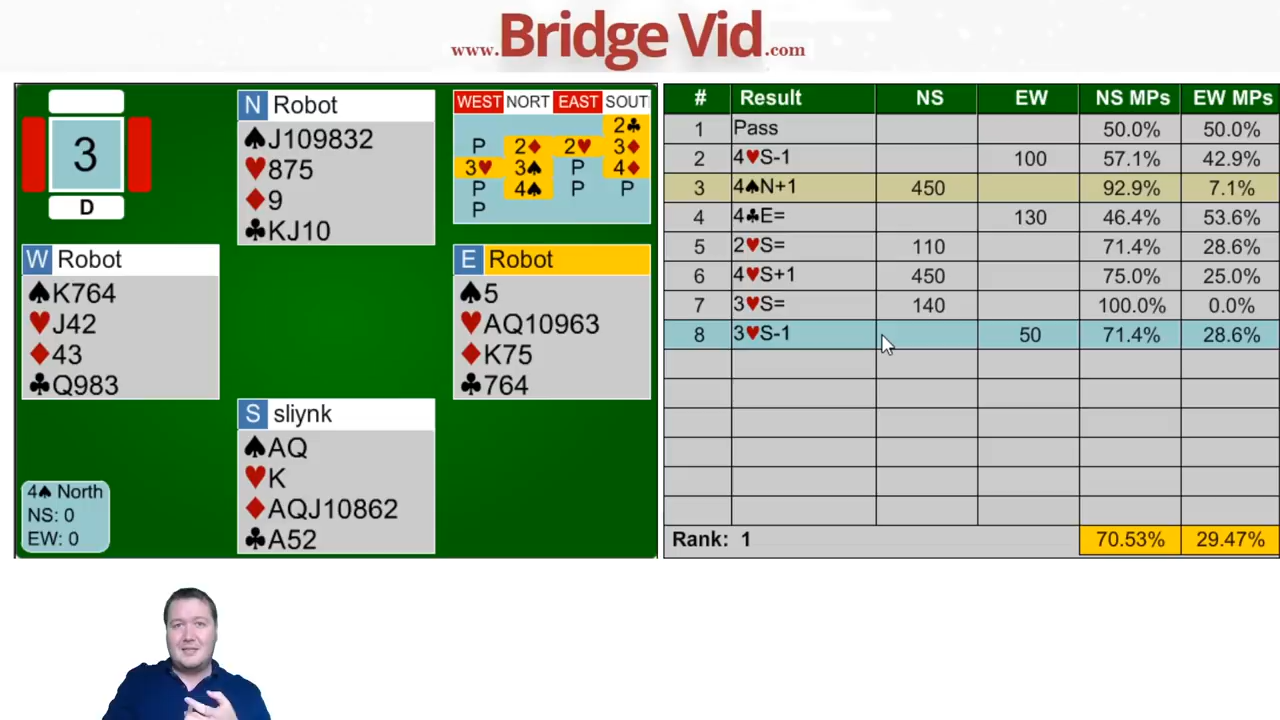 www.Bridge Vid.com
3
D
N Robot
♠J109832
♥875
♦9
♣KJ10
WEST NORT EAST SOUT
2♣
P 2♦ 2♥ 3♦
3♥ 3♠ P 4♦
P 4♠ P P
P
W Robot
♠K764
♥J42
♦43
♣Q983
E Robot
♠5
♥AQ10963
♦K75
♣764
S sliynk
♠AQ
♥K
♦AQJ10862
♣A52
4♠ North
NS: 0
EW: 0
# Result NS EW NS MPs EW MPs
1 Pass 50.0% 50.0%
2 4♥S-1 100 57.1% 42.9%
3 4♠N+1 450 92.9% 7.1%
4 4♣E= 130 46.4% 53.6%
5 2♥S= 110 71.4% 28.6%
6 4♥S+1 450 75.0% 25.0%
7 3♥S= 140 100.0% 0.0%
8 3♥S-1 50 71.4% 28.6%
Rank: 1 70.53% 29.47%